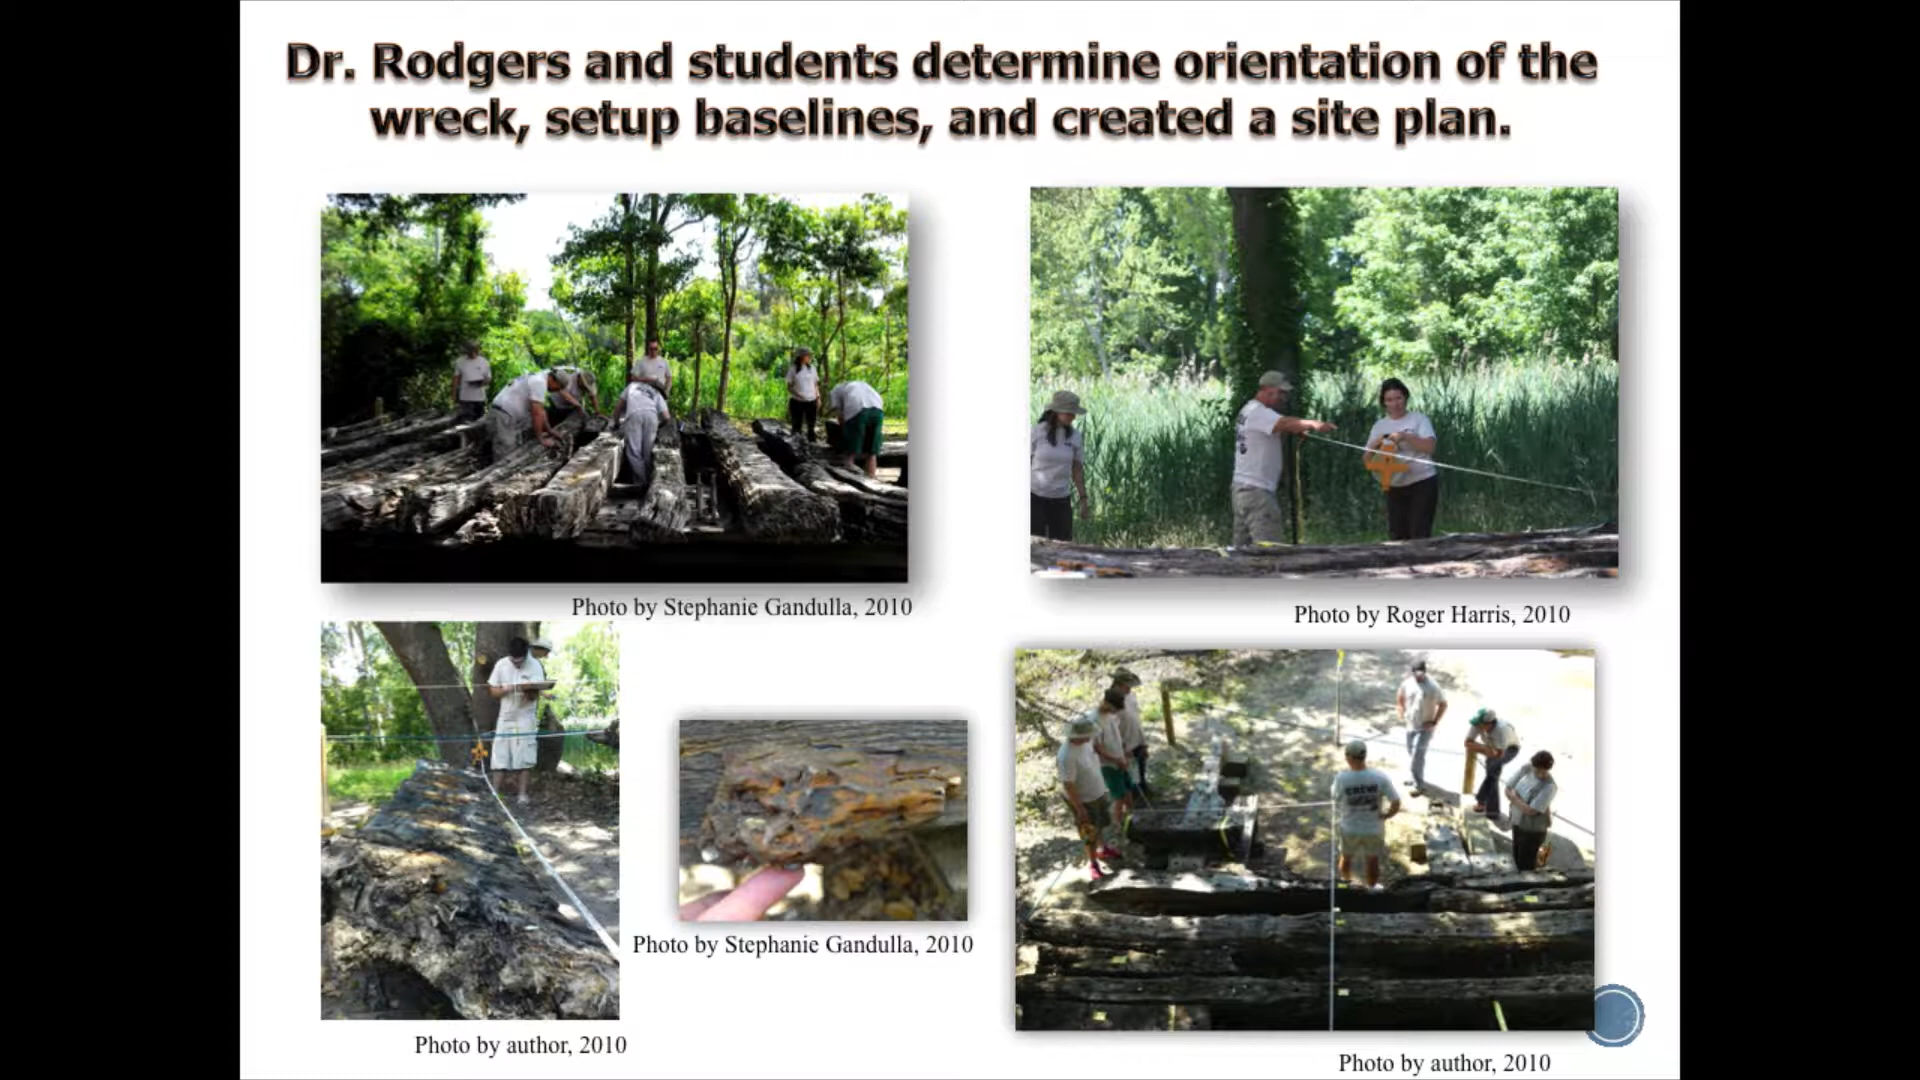 Dr. Rodgers and students determine orientation of the
wreck, setup baselines, and created a site plan.
Photo by Stephanie Gandulla, 2010
Photo by Roger Harris, 2010
Photo by Stephanie Gandulla, 2010
Photo by author, 2010
Photo by author, 2010